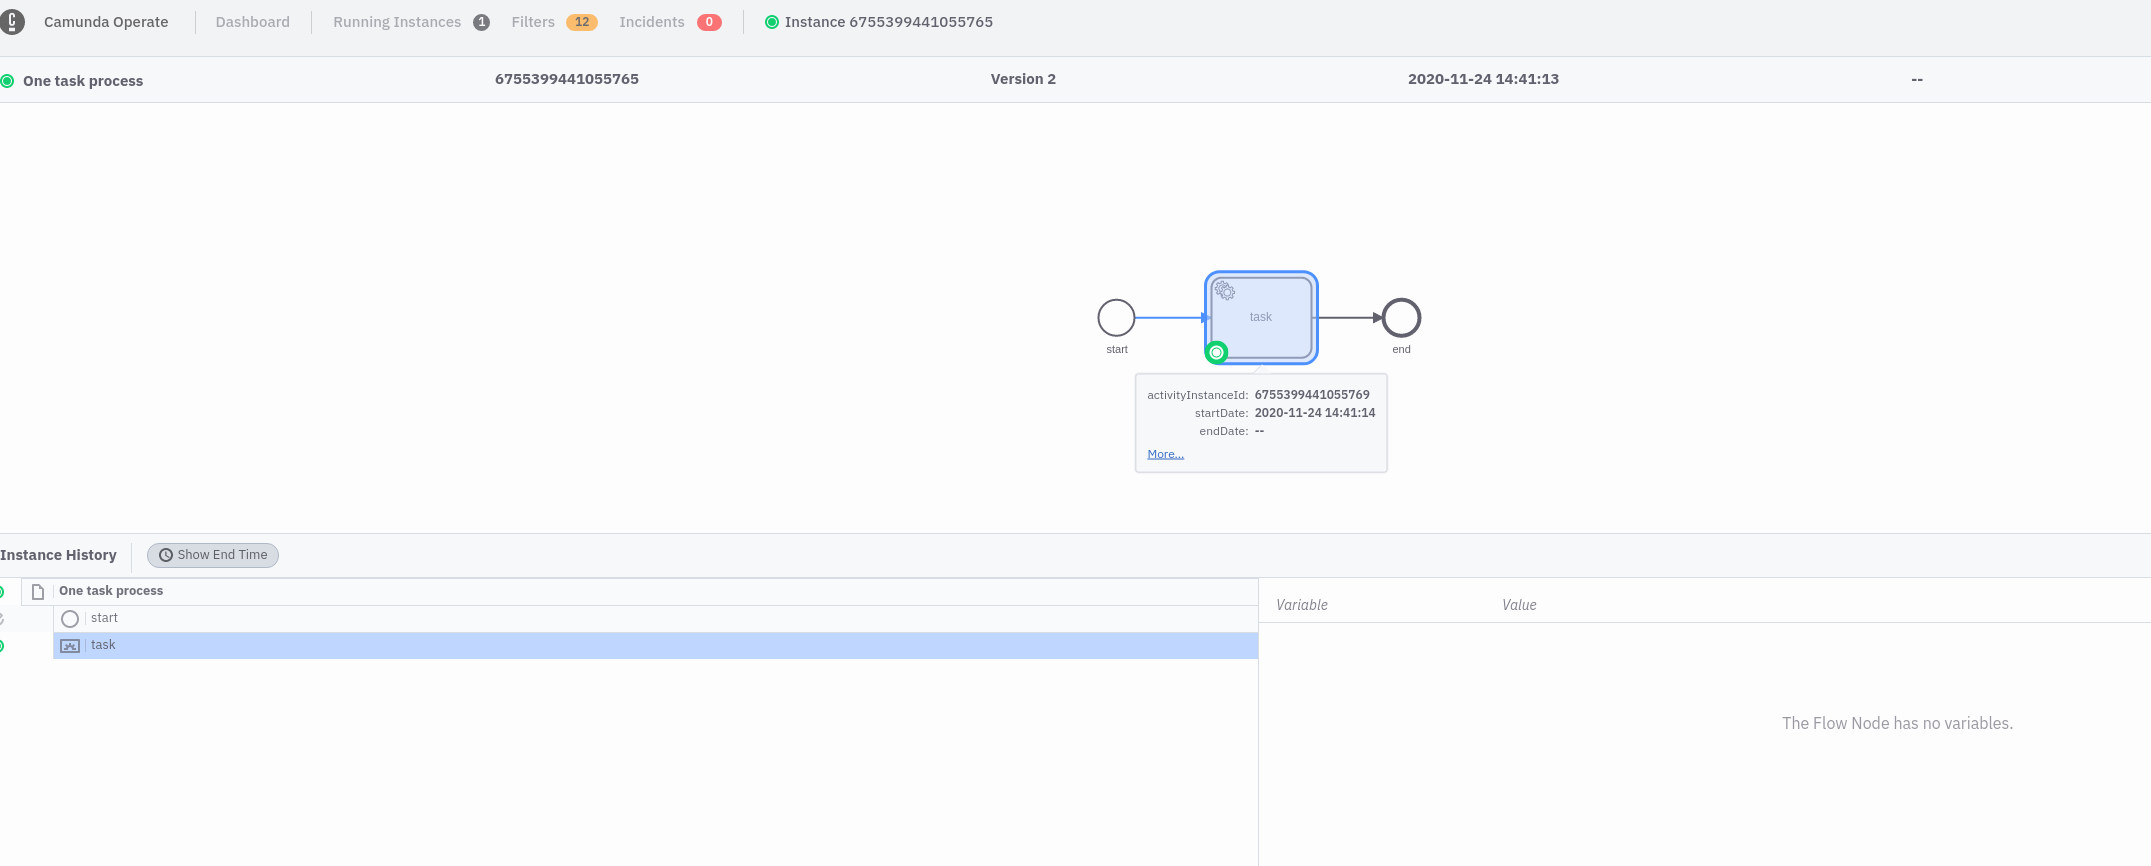 Camunda Operate Dashboard Running Instances 1 Filters 12 Incidents 0 Instance 6755399441055765
One task process 6755399441055765 Version 2 2020-11-24 14:41:13 --
task
start
end
activityInstanceId: 6755399441055769
startDate: 2020-11-24 14:41:14
endDate: --
More...
Instance History Show End Time
One task process
start
task
Variable Value
The Flow Node has no variables.